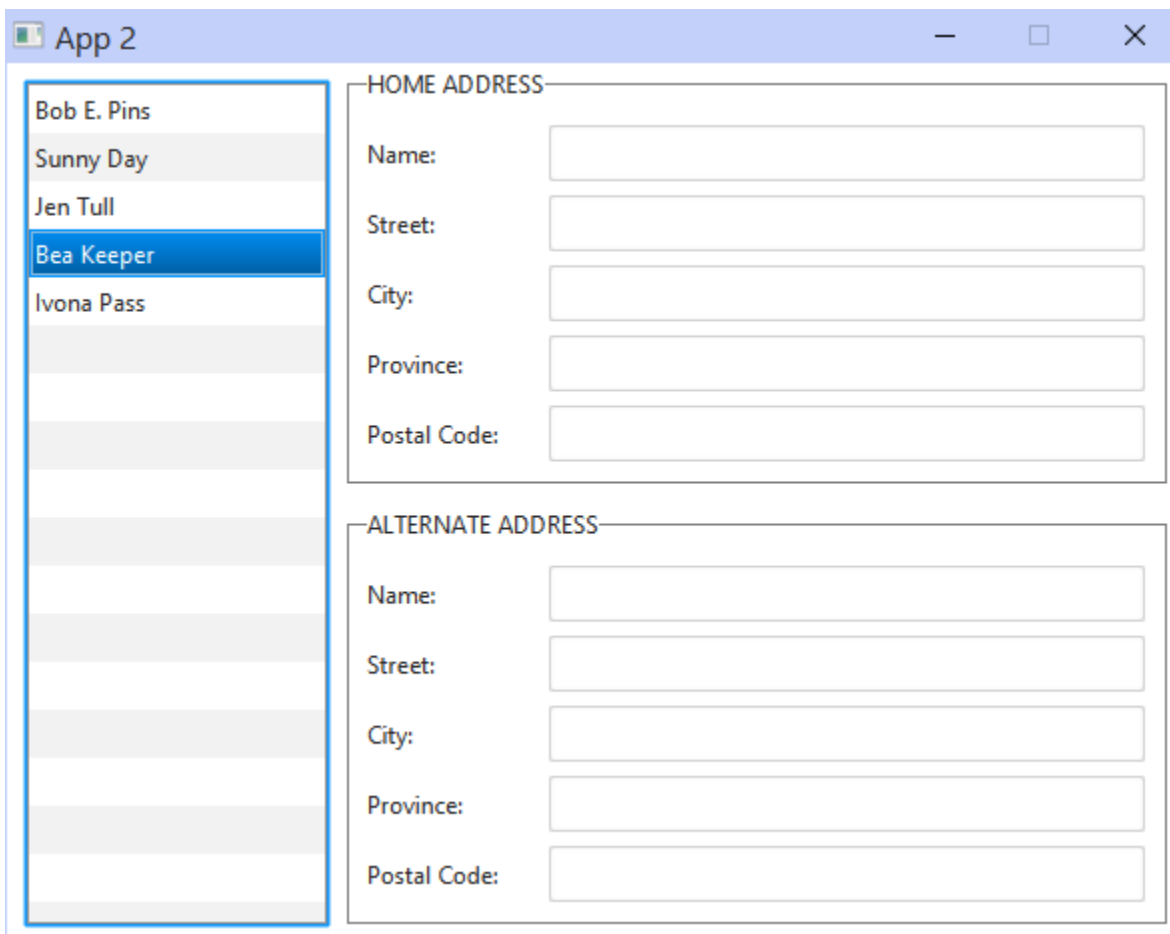 App 2
Bob E. Pins
Sunny Day
Jen Tull
Bea Keeper
Ivona Pass
HOME ADDRESS
Name:
Street:
City:
Province:
Postal Code:
ALTERNATE ADDRESS
Name:
Street:
City:
Province:
Postal Code: